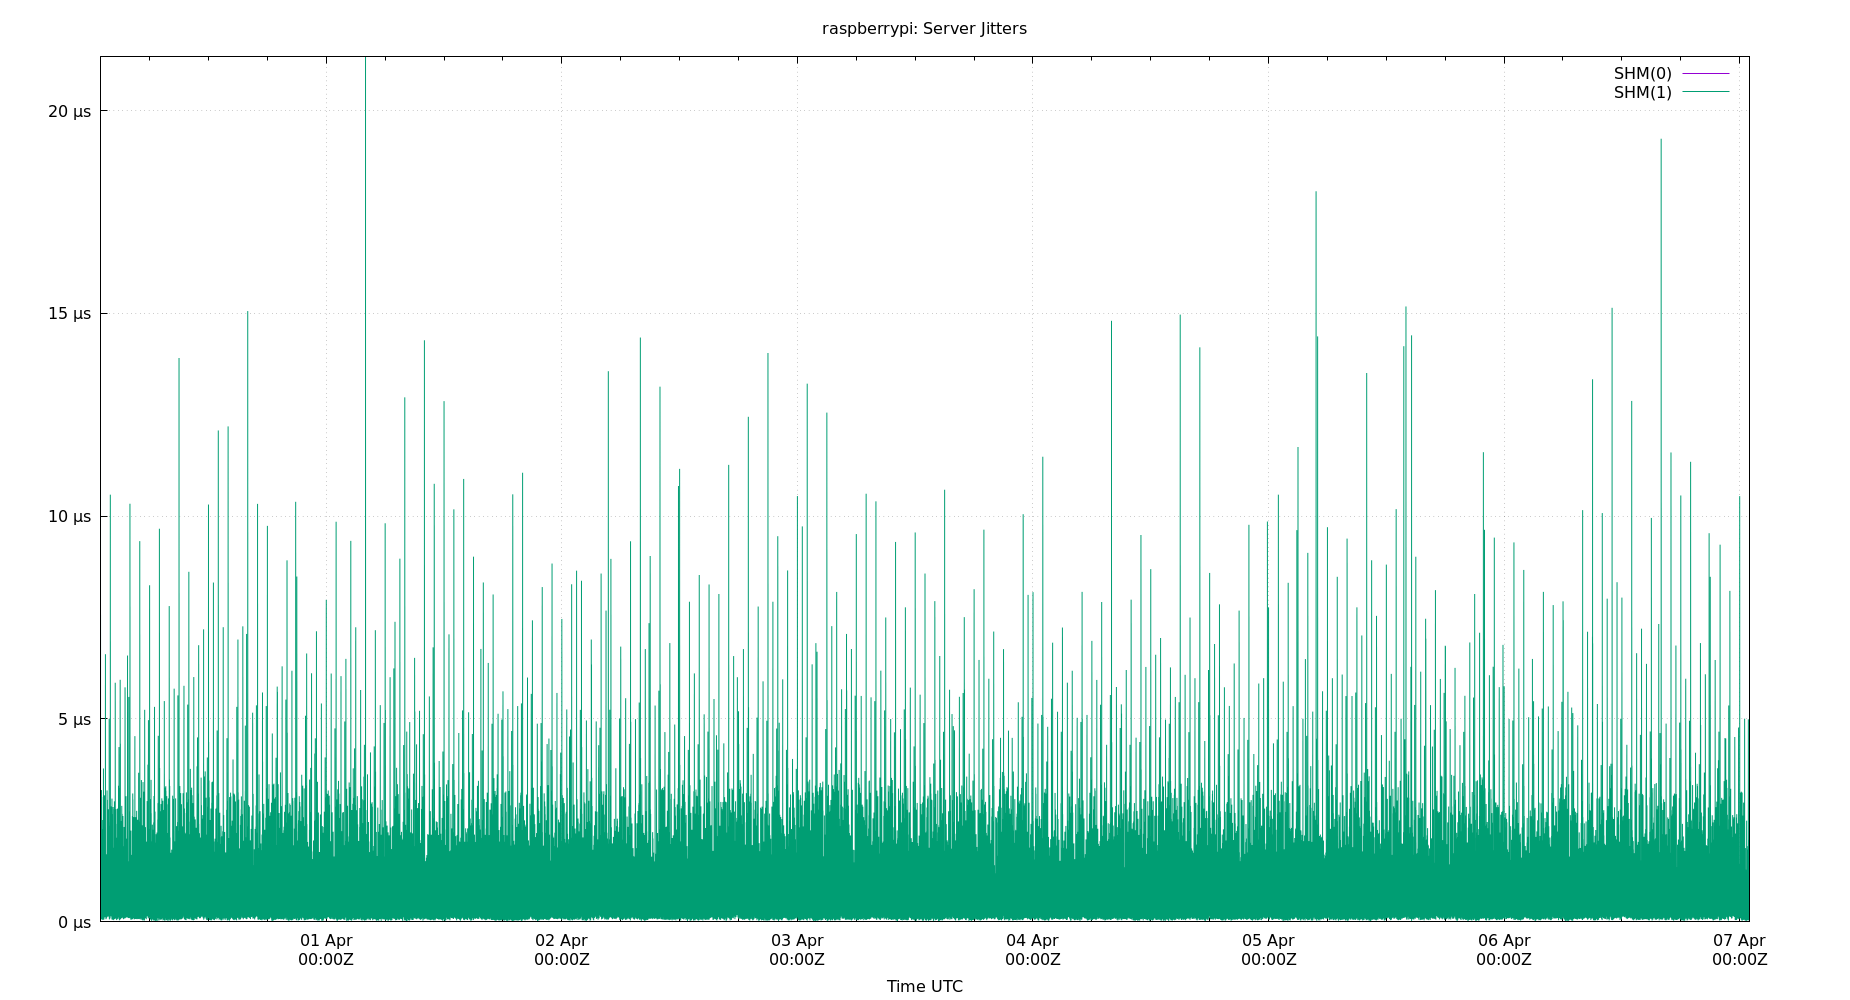 raspberrypi: Server Jitters
SHM(0)
SHM(1)
20 µs
15 µs
10 µs
5 µs
0 µs
01 Apr 02 Apr 03 Apr 04 Apr 05 Apr 06 Apr 07 Apr
00:00Z 00:00Z 00:00Z 00:00Z 00:00Z 00:00Z 00:00Z
Time UTC